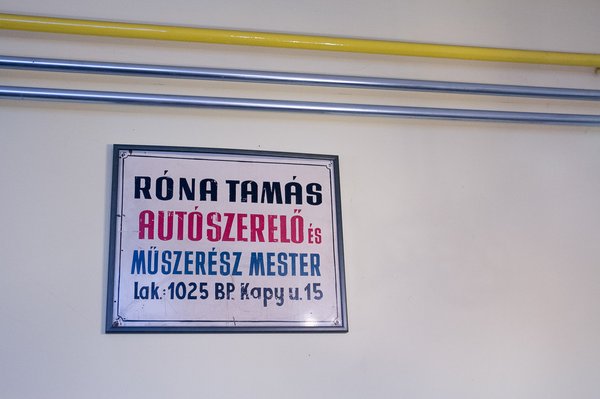 RÓNA TAMÁS
AUTÓSZERELŐ ÉS
MŰSZERÉSZ MESTER
Lak.: 1025 BP. Kapy u. 15